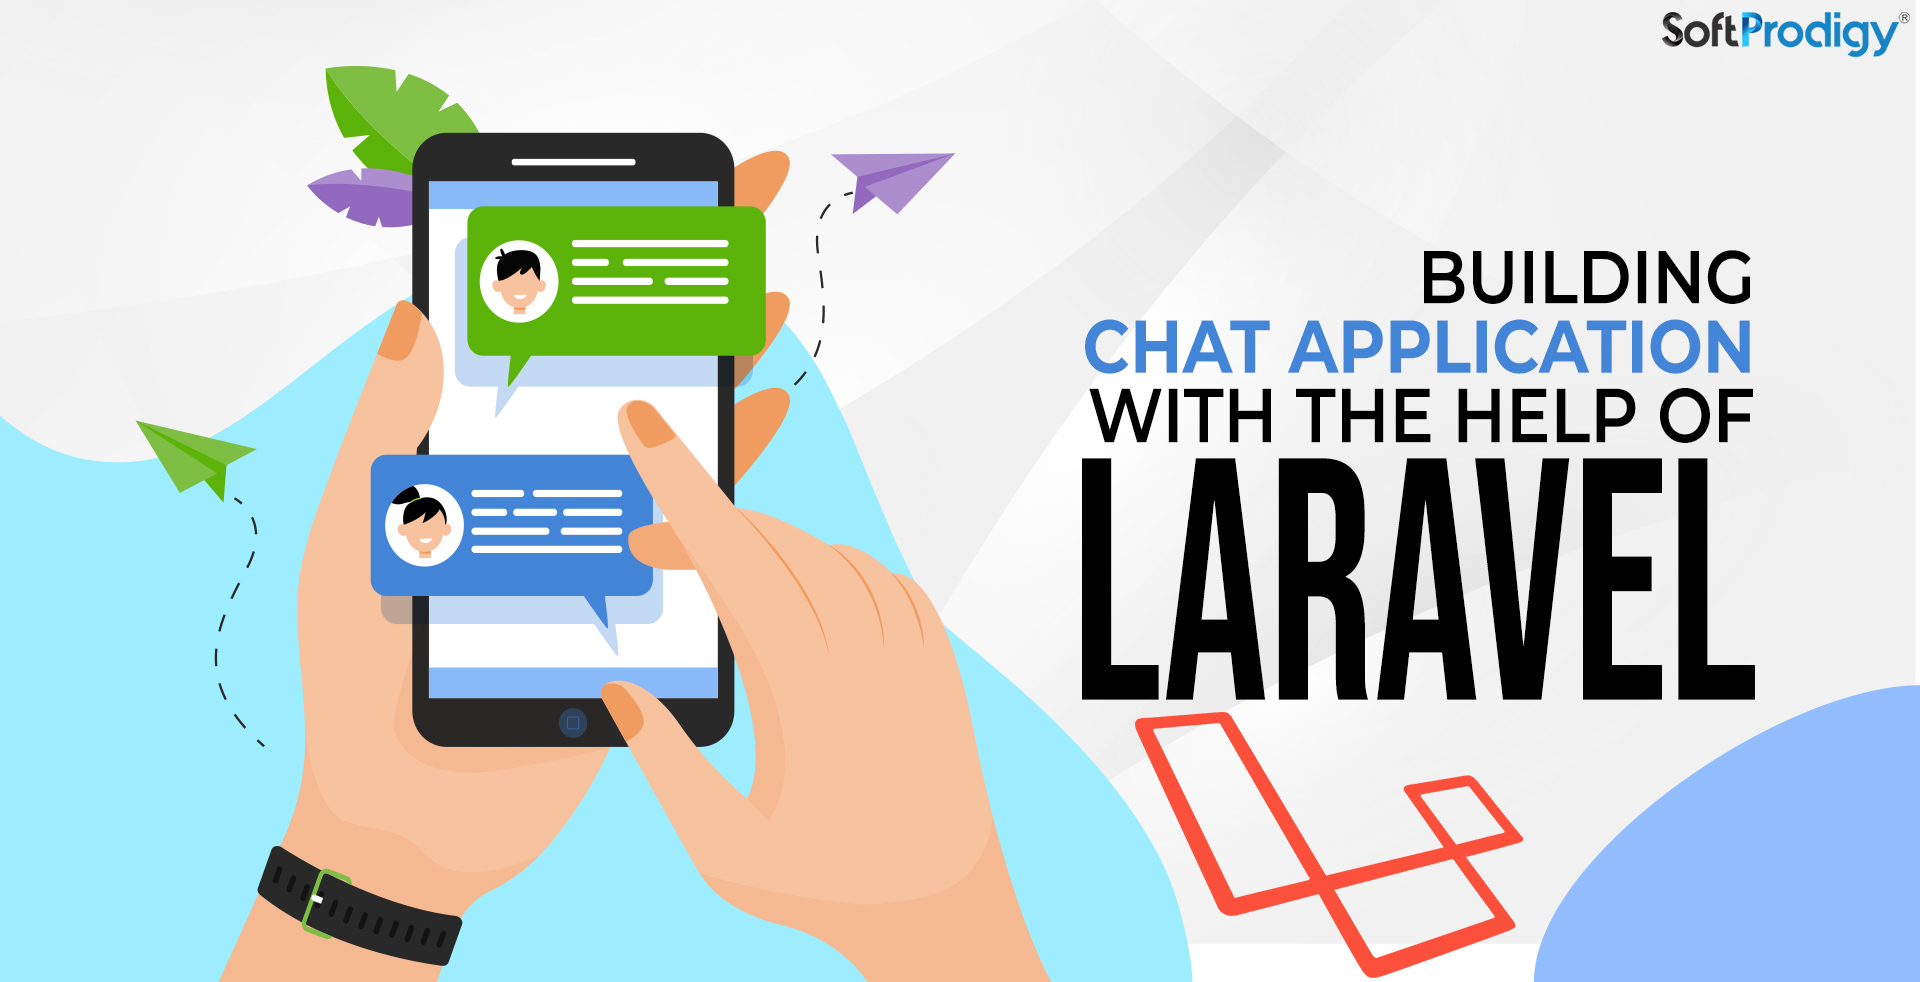 SoftProdigy®
BUILDING
CHAT APPLICATION
WITH THE HELP OF
LARAVEL